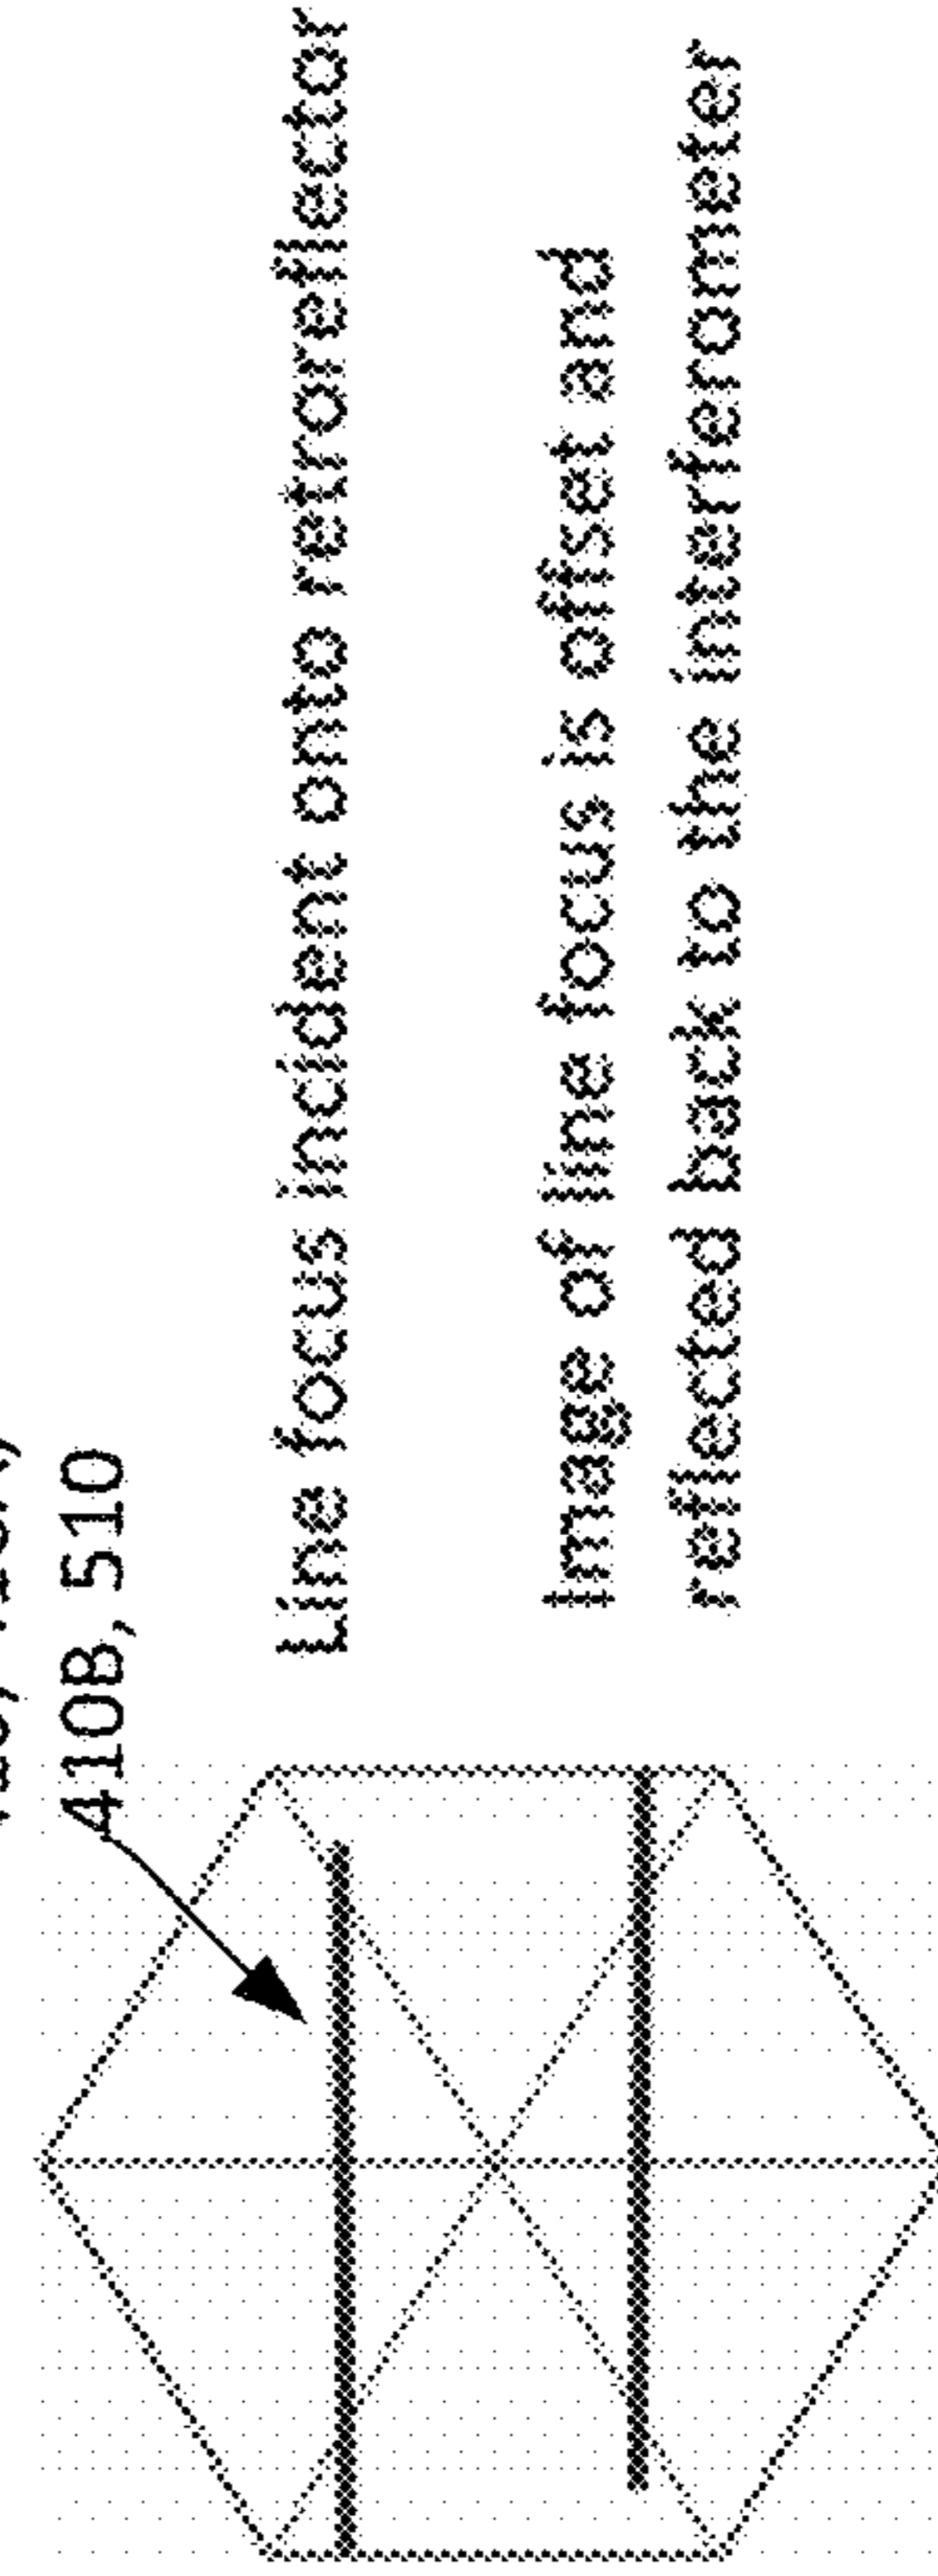 410B, 510
Line focus incident onto retroreflector
Image of line focus is offset and
reflected back to the interferometer